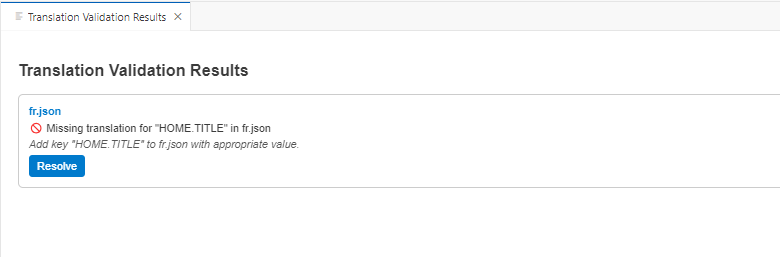 Translation Validation Results
Translation Validation Results
fr.json
Missing translation for "HOME.TITLE" in fr.json
Add key "HOME.TITLE" to fr.json with appropriate value.
Resolve